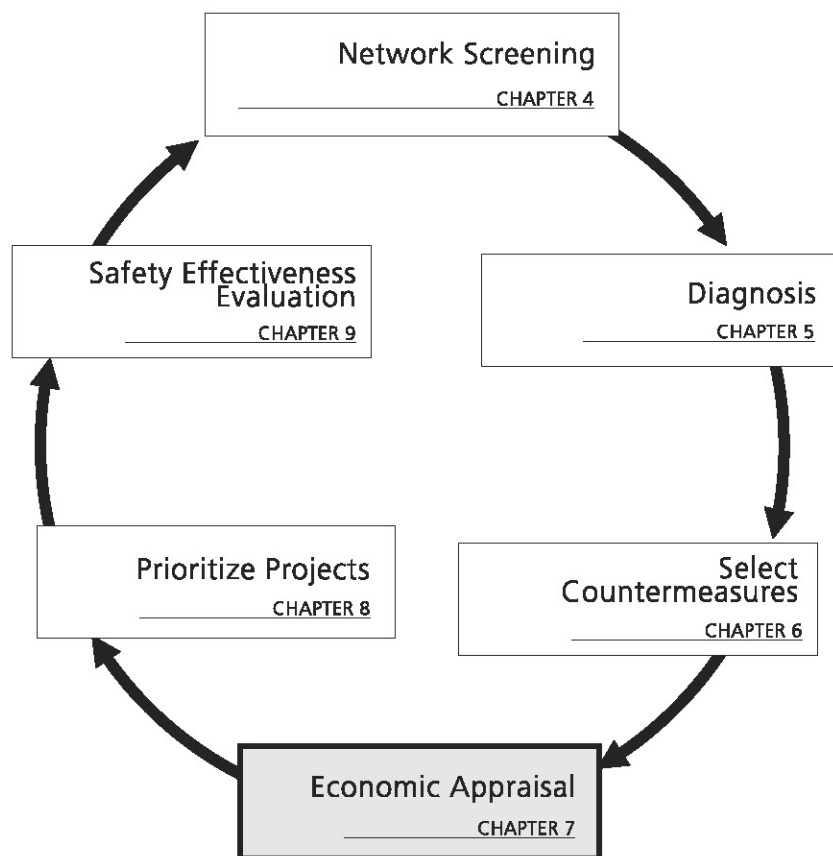 Network Screening
CHAPTER 4
Safety Effectiveness
Evaluation
CHAPTER 9
Diagnosis
CHAPTER 5
Prioritize Projects
CHAPTER 8
Select
Countermeasures
CHAPTER 6
Economic Appraisal
CHAPTER 7